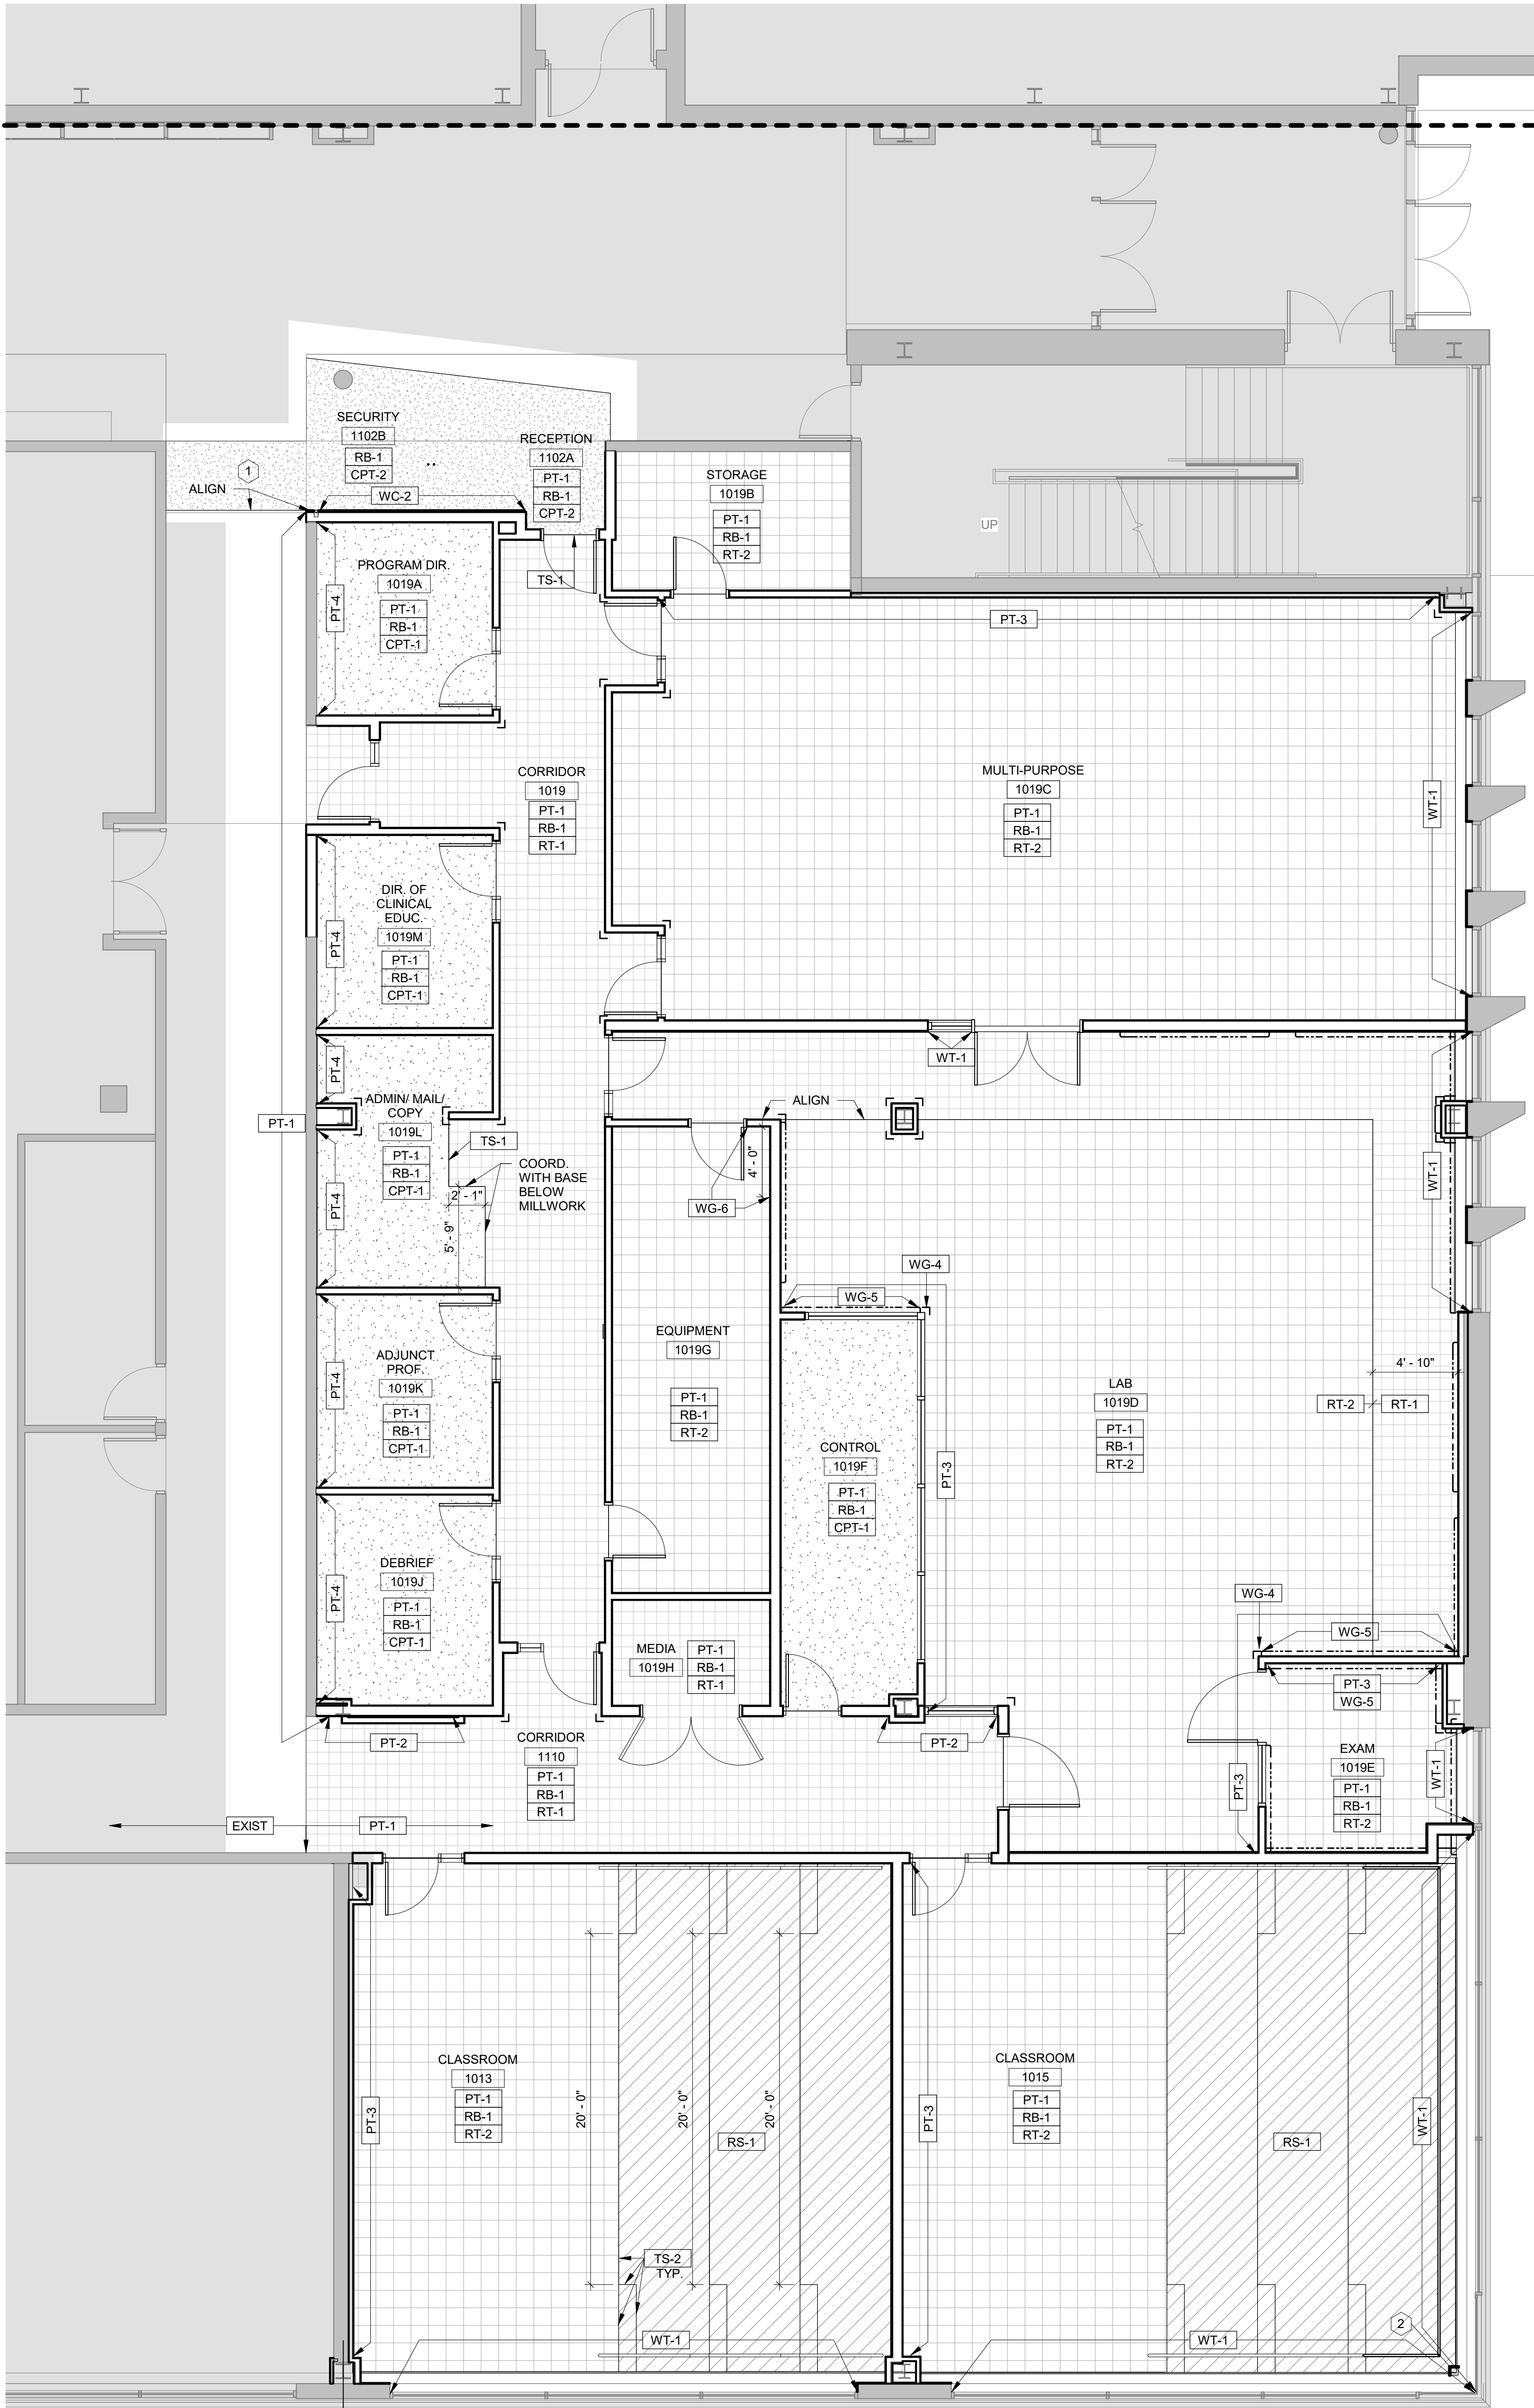 SECURITY
1102B
RB-1
CPT-2
RECEPTION
1102A
PT-1
RB-1
CPT-2
1
ALIGN
WC-2
STORAGE
1019B
PT-1
RB-1
RT-2
UP
PROGRAM DIR.
1019A
PT-1
RB-1
CPT-1
PT-4
TS-1
PT-3
CORRIDOR
1019
PT-1
RB-1
RT-1
MULTI-PURPOSE
1019C
PT-1
RB-1
RT-2
WT-1
DIR. OF
CLINICAL
EDUC.
1019M
PT-1
RB-1
CPT-1
PT-4
WT-1
PT-4
ADMIN/ MAIL/
COPY
1019L
PT-1
RB-1
CPT-1
PT-4
PT-1
TS-1
COORD.
WITH BASE
BELOW
MILLWORK
2' - 1"
5' - 9"
ALIGN
4' - 0"
WG-6
WT-1
WG-4
WG-5
EQUIPMENT
1019G
PT-1
RB-1
RT-2
ADJUNCT
PROF.
1019K
PT-1
RB-1
CPT-1
PT-4
LAB
1019D
PT-1
RB-1
RT-2
4' - 10"
RT-2
RT-1
CONTROL
1019F
PT-1
RB-1
CPT-1
PT-3
DEBRIEF
1019J
PT-1
RB-1
CPT-1
PT-4
MEDIA
1019H
PT-1
RB-1
RT-1
WG-4
WG-5
PT-3
WG-5
PT-2
CORRIDOR
1110
PT-1
RB-1
RT-1
PT-2
PT-3
EXAM
1019E
PT-1
RB-1
RT-2
WT-1
EXIST
PT-1
CLASSROOM
1013
PT-1
RB-1
RT-2
PT-3
20' - 0"
20' - 0"
20' - 0"
RS-1
TS-2
TYP.
WT-1
CLASSROOM
1015
PT-1
RB-1
RT-2
PT-3
RS-1
WT-1
WT-1
2